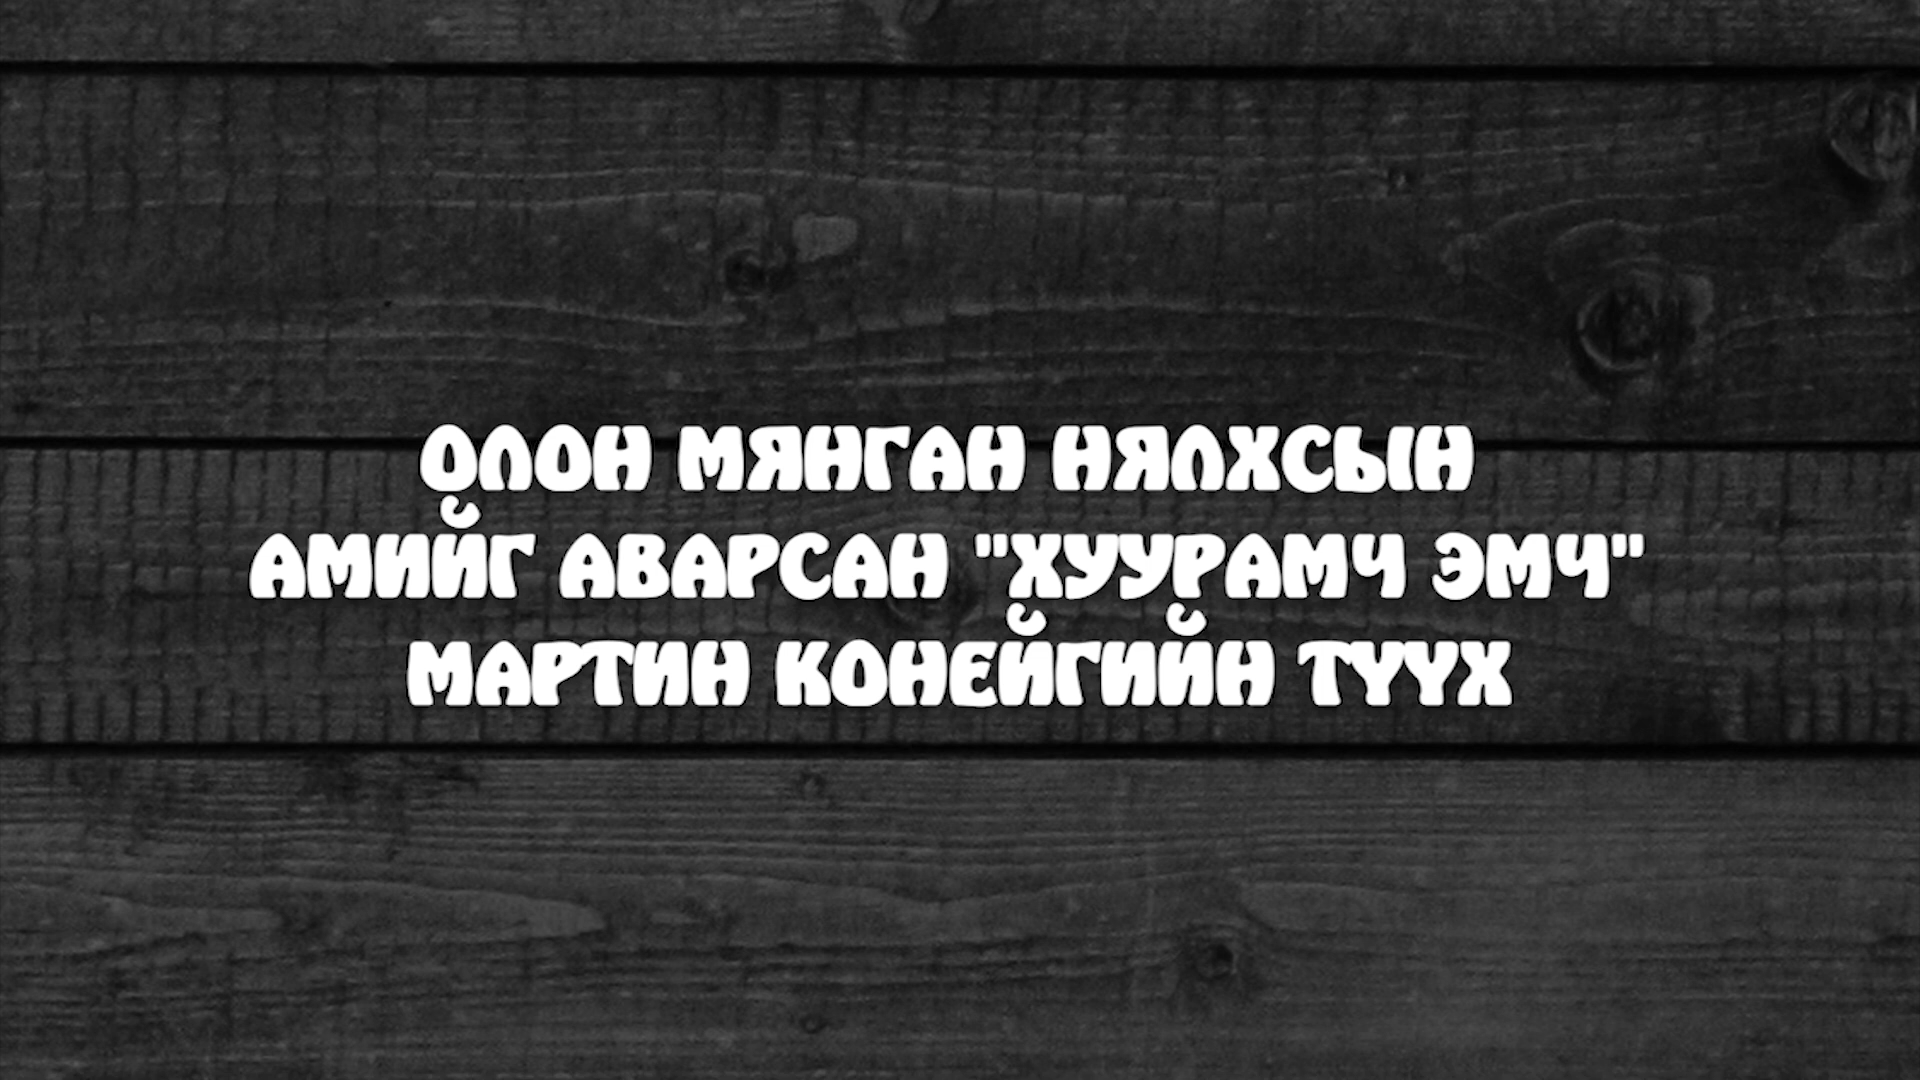 ОЛОН МЯНГАН НЯЛХСЫН
АМИЙГ АВАРСАН "ХУУРАМЧ ЭМЧ"
МАРТИН КОНЕЙГИЙН ТҮҮХ